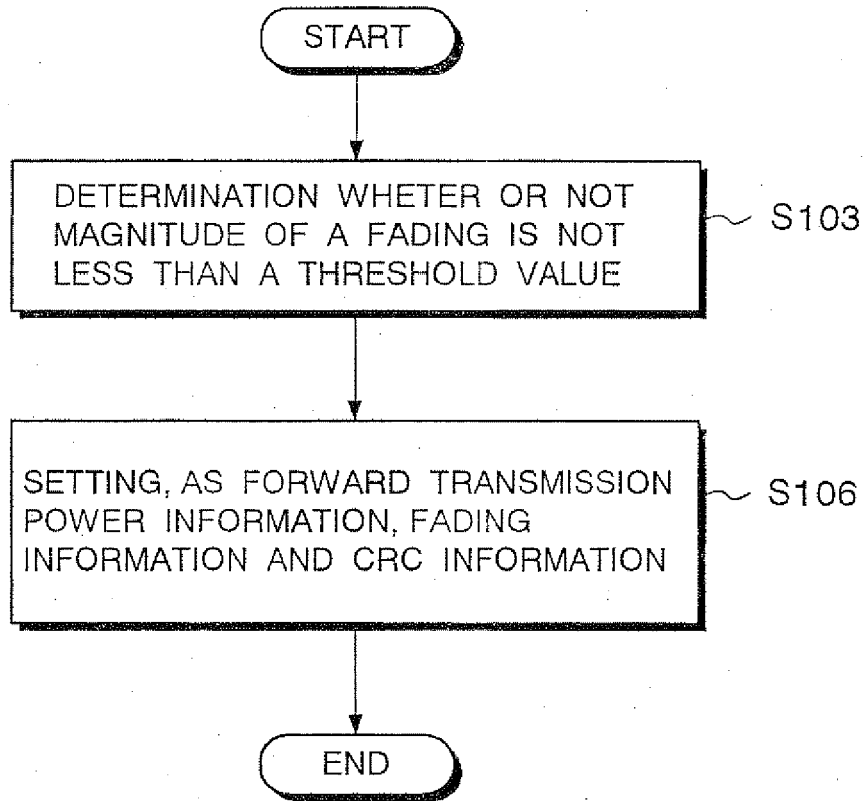 START
DETERMINATION WHETER OR NOT
MAGNITUDE OF A FADING IS NOT
LESS THAN A THRESHOLD VALUE
S103
SETTING, AS FORWARD TRANSMISSION
POWER INFORMATION, FADING
INFORMATION AND CRC INFORMATION
S106
END